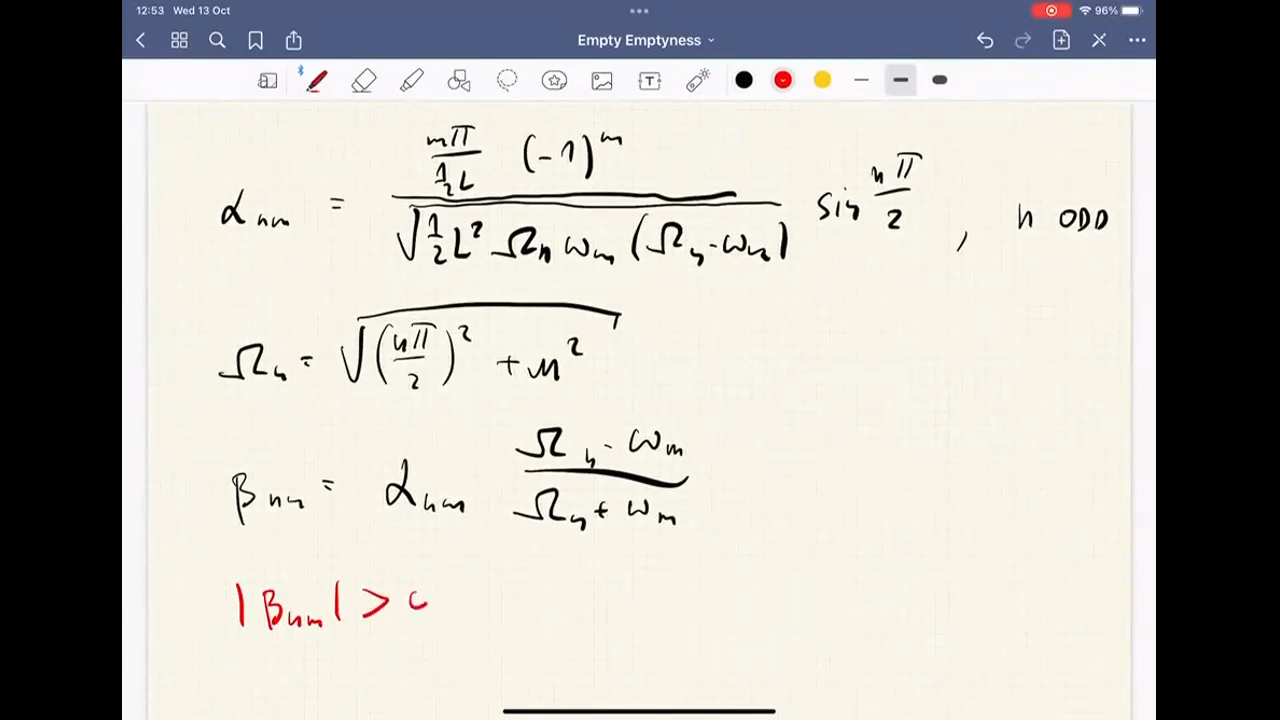 12:53 Wed 13 Oct
96%
Empty Emptyness
T
α_nm = (mπ / ½L) (-1)^m / √(½L² Ω_n ω_m (Ω_n - ω_m)) sin nπ/2 , n ODD
Ω_n = √((nπ/2)² + m²)
β_nm = α_nm (Ω_n - ω_m) / (Ω_n + ω_m)
|β_nm| >